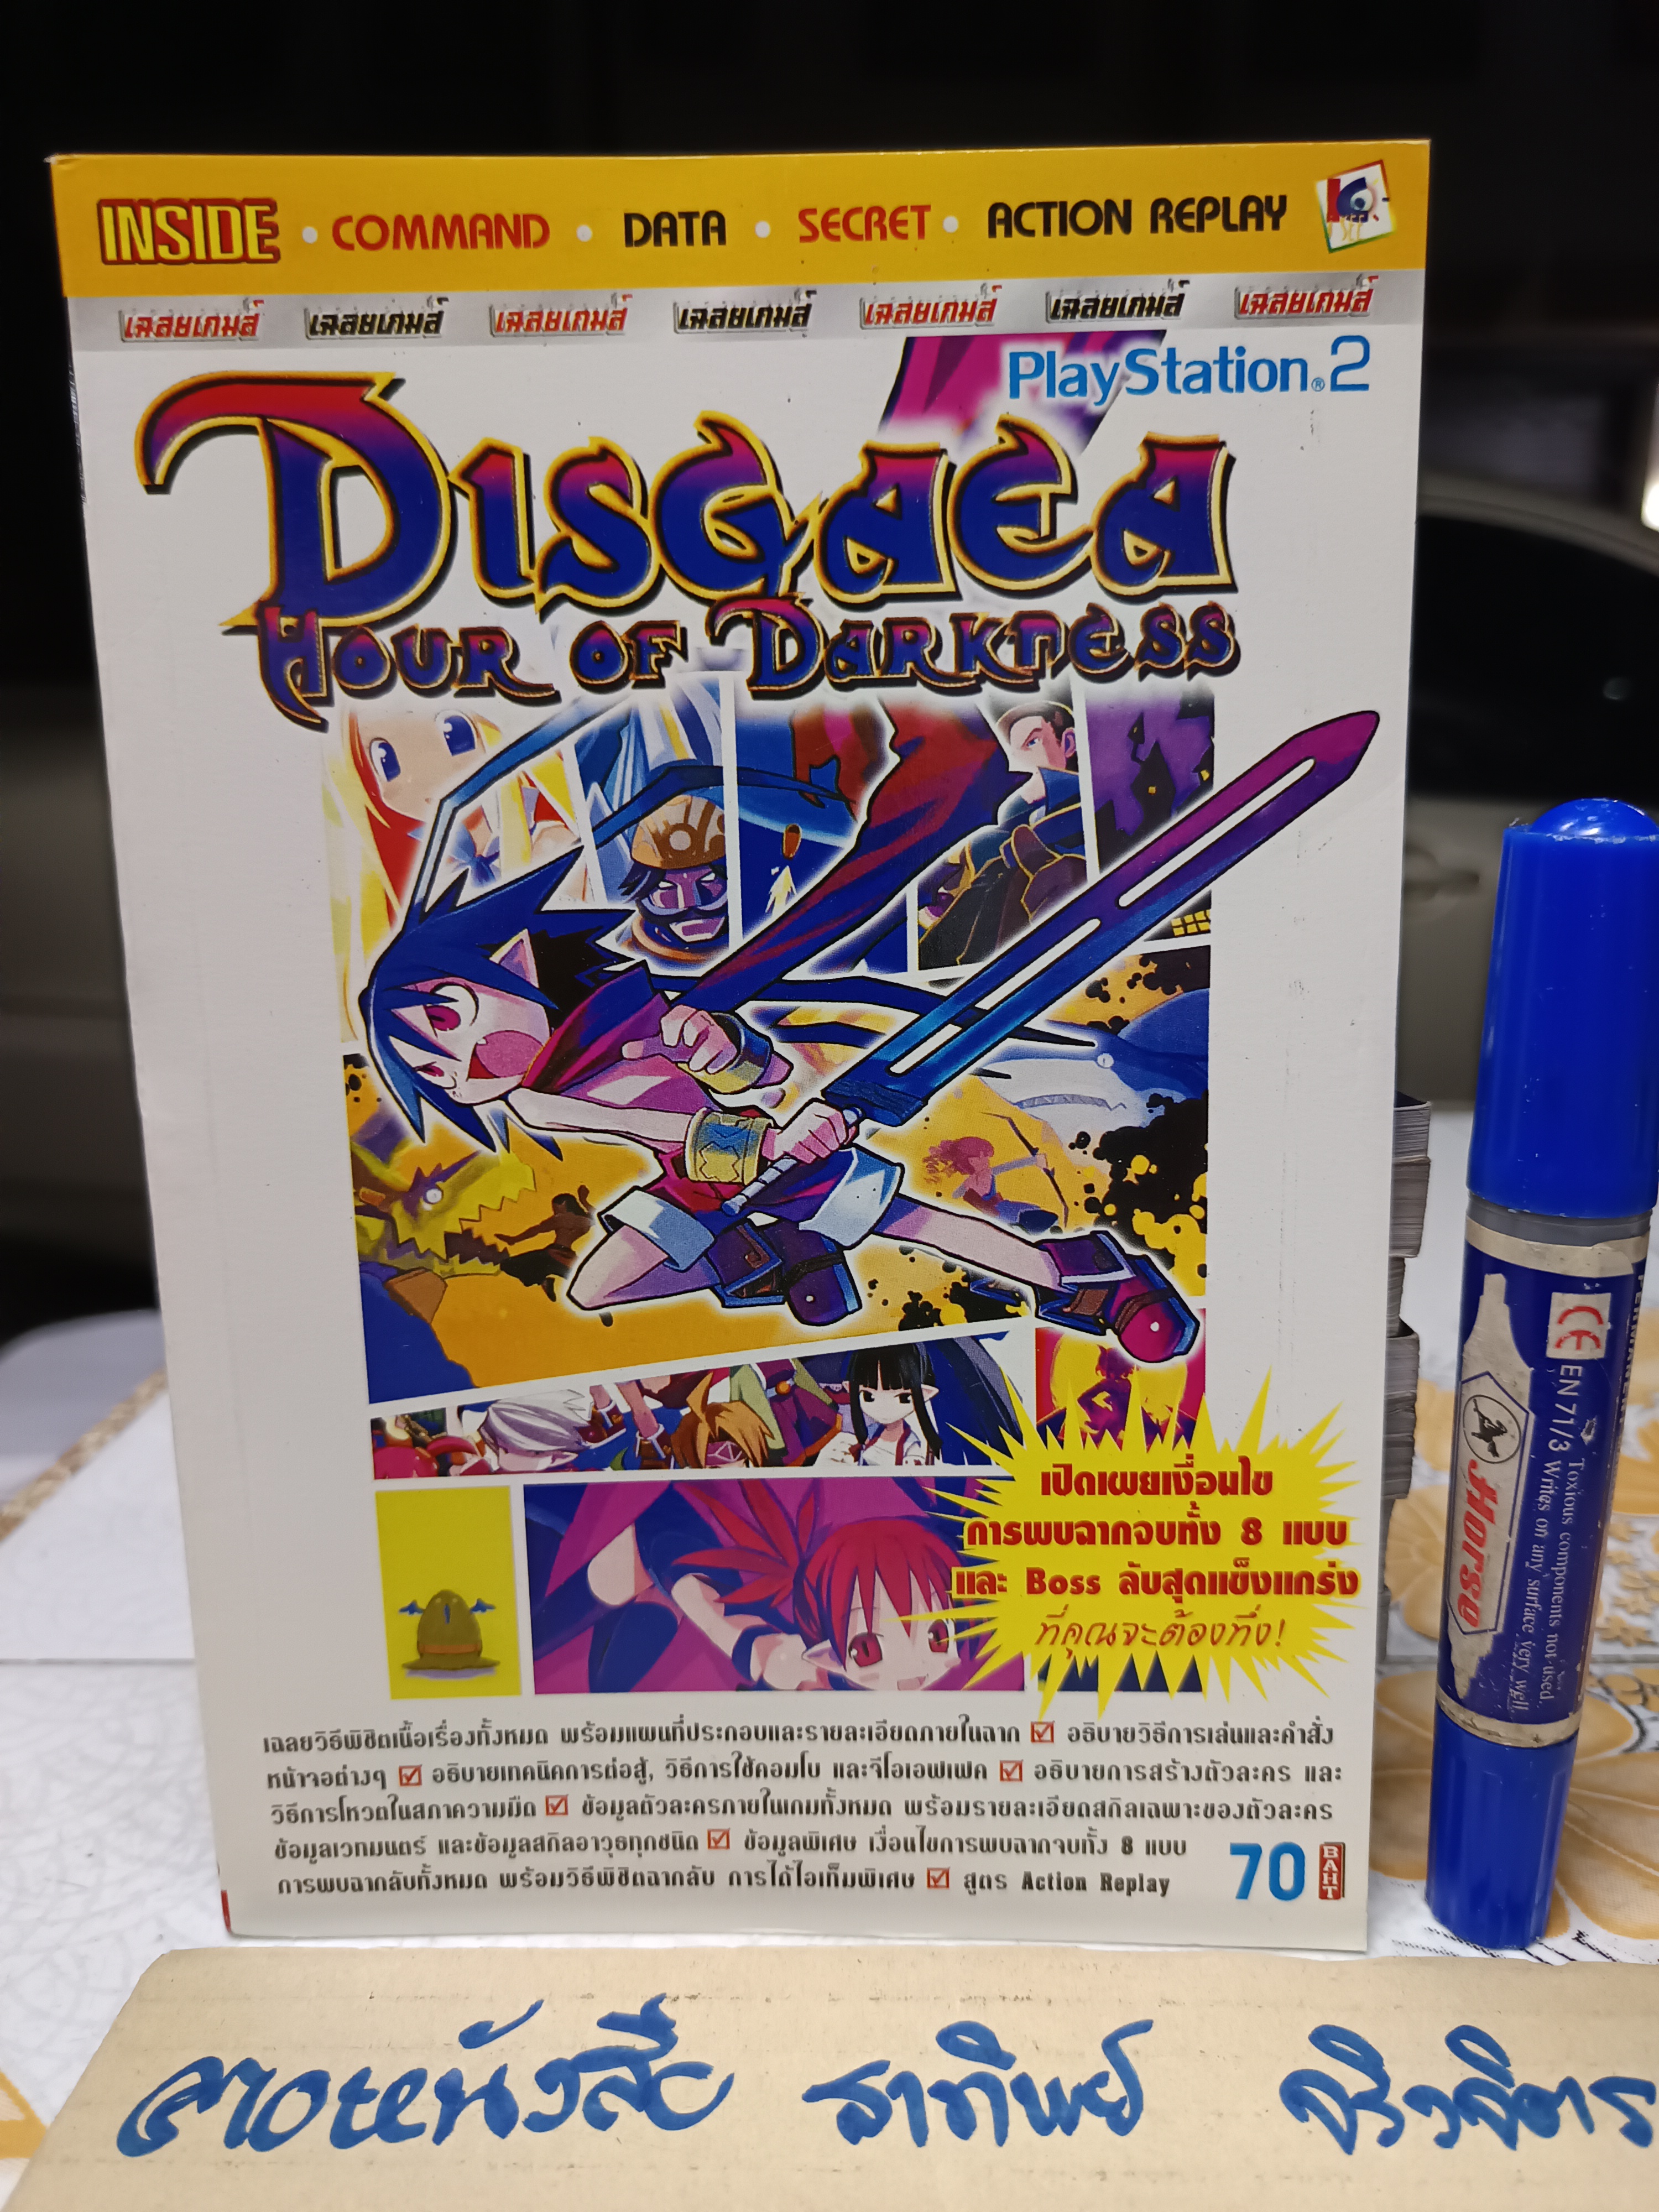 INSIDE • COMMAND • DATA • SECRET • ACTION REPLAY
เฉลยเกมส์ เฉลยเกมส์ เฉลยเกมส์ เฉลยเกมส์ เฉลยเกมส์ เฉลยเกมส์ เฉลยเกมส์
PlayStation®2
DISGAEA
HOUR OF DARKNESS
เปิดเผยเงื่อนไข
การพบฉากจบทั้ง 8 แบบ
และ Boss ลับสุดแข็งแกร่ง
ที่คุณจะต้องทึ่ง!
เฉลยวิธีพิชิตเนื้อเรื่องทั้งหมด พร้อมแผนที่ประกอบและรายละเอียดภายในฉาก ☑ อธิบายวิธีการเล่นและคำสั่ง
หน้าจอต่างๆ ☑ อธิบายเทคนิคการต่อสู้, วิธีการใช้คอมโบ และจีโอเอฟเฟค ☑ อธิบายการสร้างตัวละคร และ
วิธีการโหวตในสภาความมืด ☑ ข้อมูลตัวละครภายในเกมทั้งหมด พร้อมรายละเอียดสกิลเฉพาะของตัวละคร
ข้อมูลเวทมนตร์ และข้อมูลสกิลอาวุธทุกชนิด ☑ ข้อมูลพิเศษ เงื่อนไขการพบฉากจบทั้ง 8 แบบ
การพบฉากลับทั้งหมด พร้อมวิธีพิชิตฉากลับ การได้ไอเท็มพิเศษ ☑ สูตร Action Replay
70 BAHT
CE EN71/3
Toxious components not used.
Writes on any surface very well
Horse
ธาทิพย์ จริงจิตร